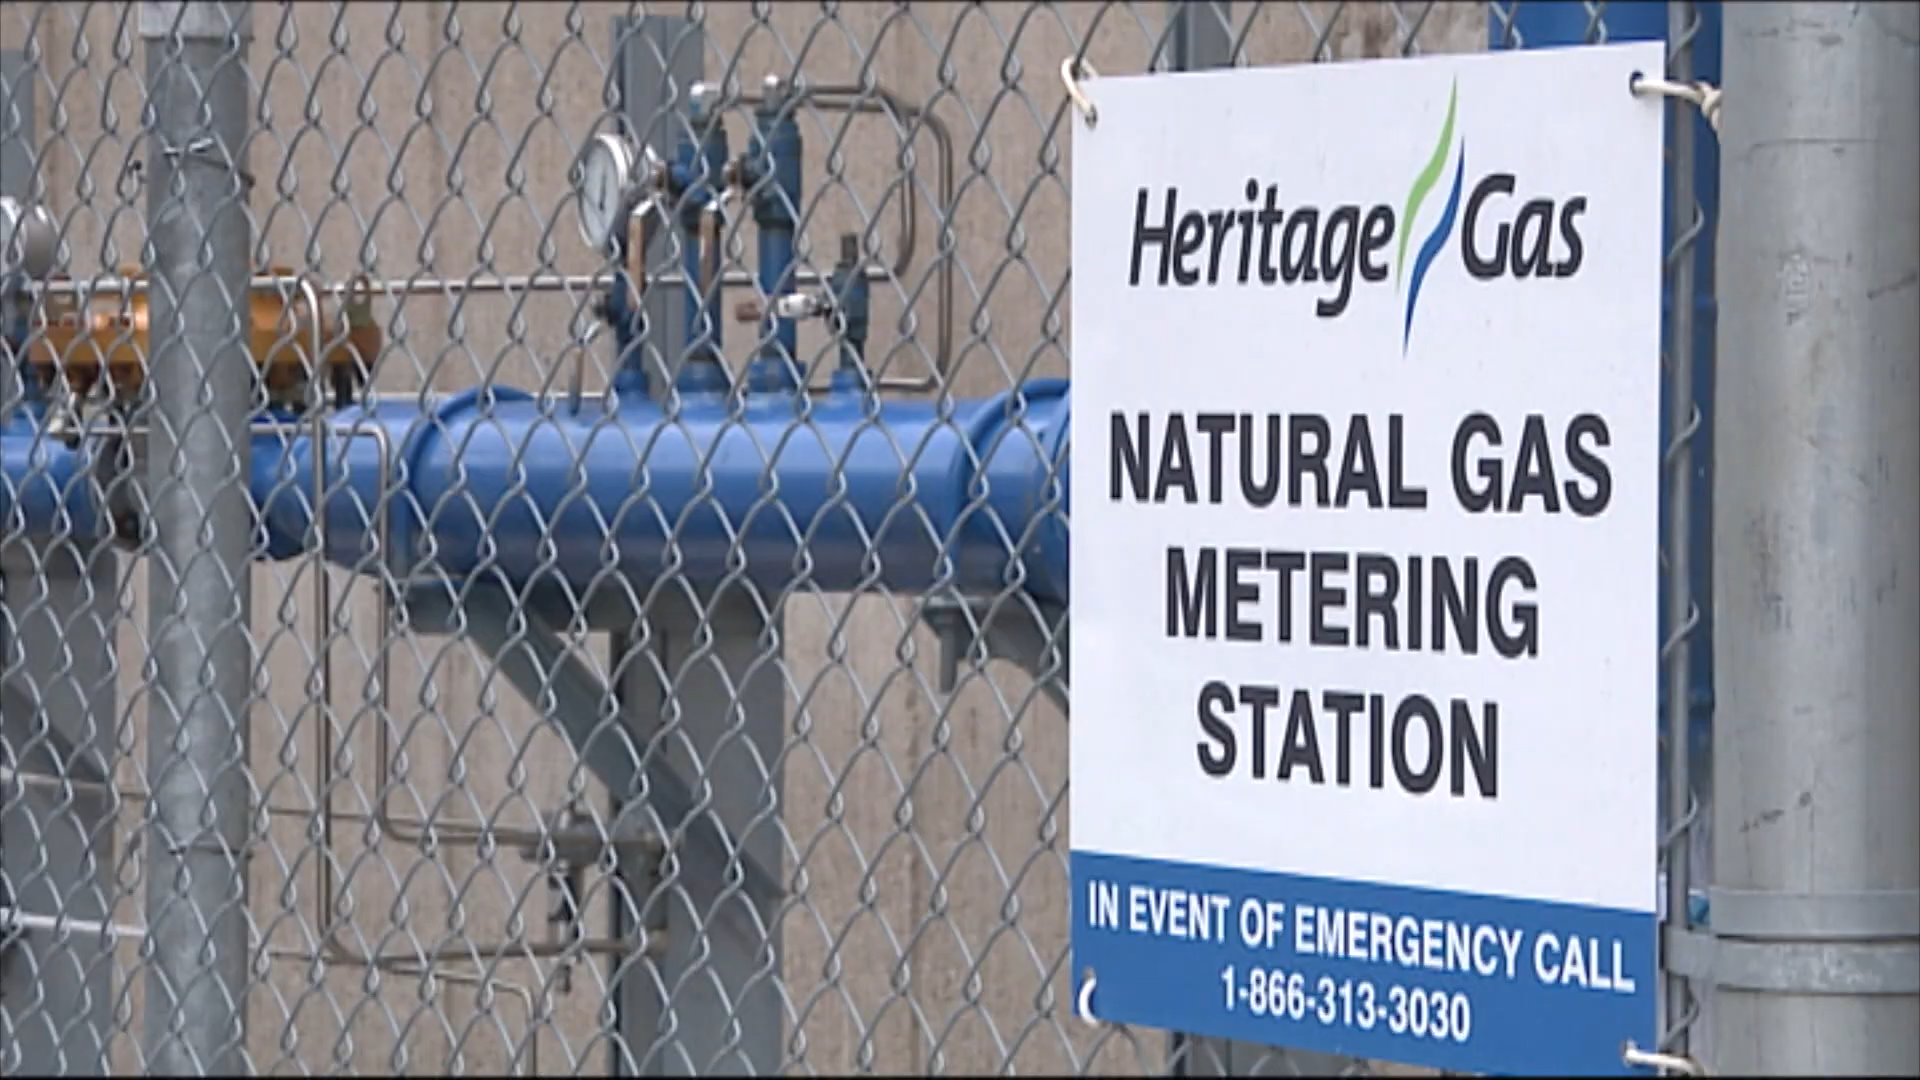 Heritage Gas
NATURAL GAS
METERING
STATION
IN EVENT OF EMERGENCY CALL
1-866-313-3030